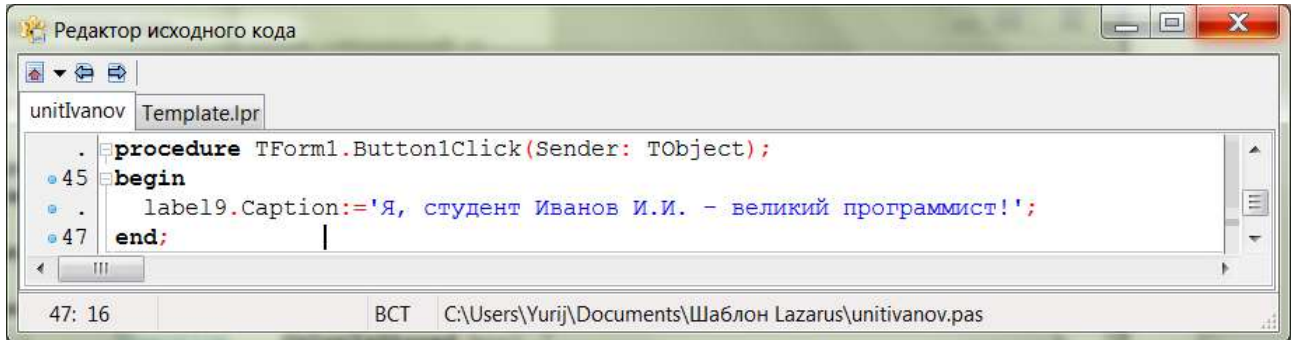 Редактор исходного кода
unitIvanov Template.lpr
. procedure TForm1.Button1Click(Sender: TObject);
45 begin
. label9.Caption:='Я, студент Иванов И.И. - великий программист!';
47 end;
47: 16 ВСТ C:\Users\Yurij\Documents\Шаблон Lazarus\unitivanov.pas